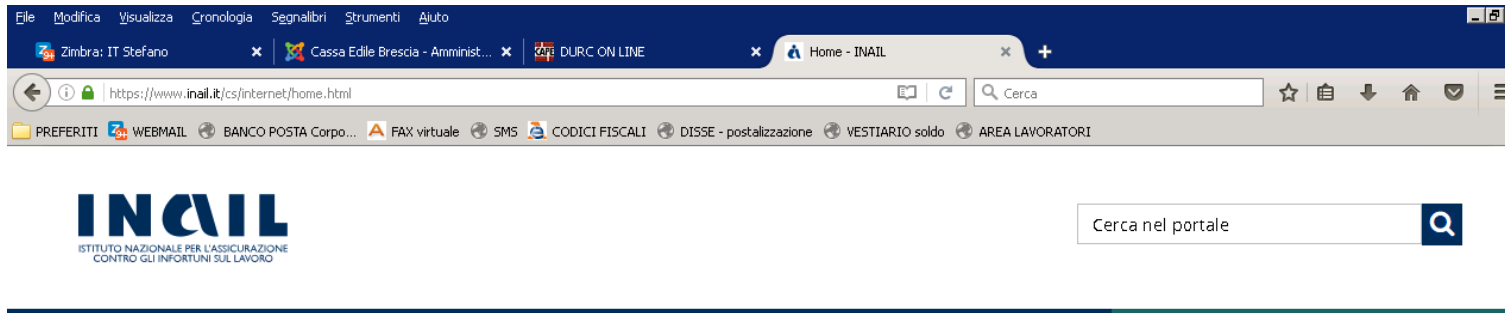 File Modifica Visualizza Cronologia Segnalibri Strumenti Aiuto
Zimbra: IT Stefano Cassa Edile Brescia - Amminist... DURC ON LINE Home - INAIL
https://www.inail.it/cs/internet/home.html Cerca
PREFERITI WEBMAIL BANCO POSTA Corpo... FAX virtuale SMS CODICI FISCALI DISSE - postalizzazione VESTIARIO soldo AREA LAVORATORI
INAIL
ISTITUTO NAZIONALE PER L'ASSICURAZIONE
CONTRO GLI INFORTUNI SUL LAVORO
Cerca nel portale